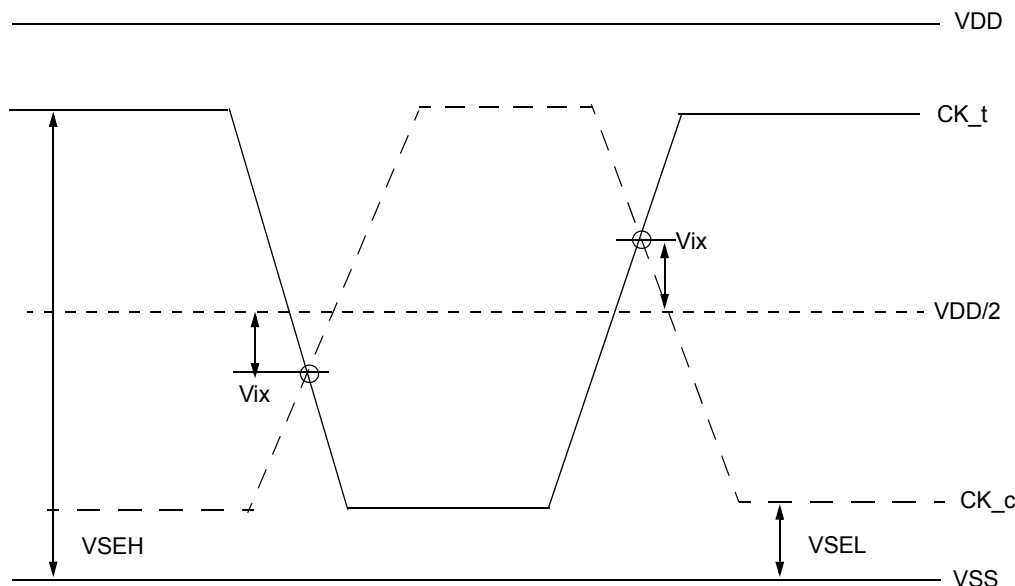 VDD
CK_t
Vix
VDD/2
Vix
CK_c
VSEH
VSEL
VSS